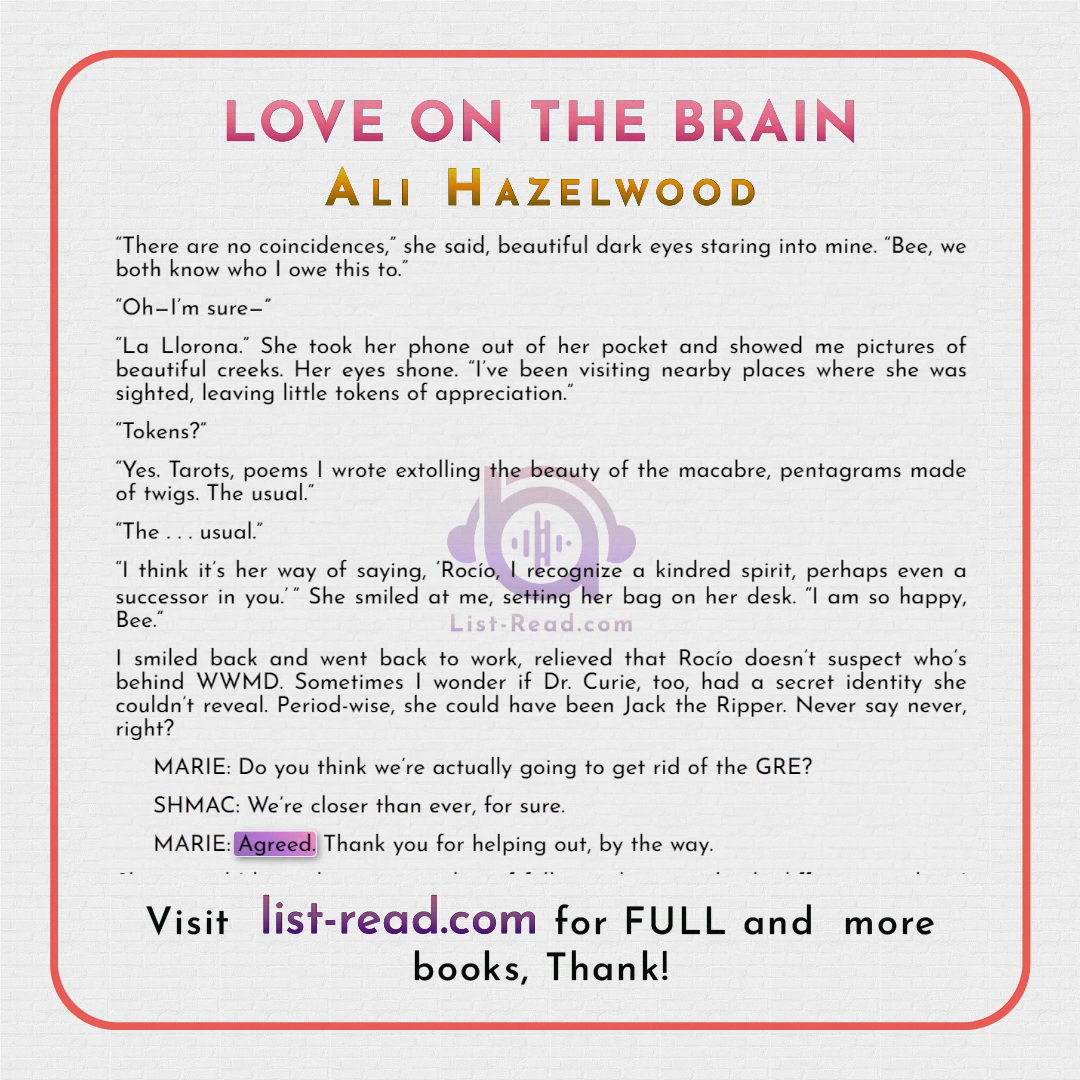 LOVE ON THE BRAIN
ALI HAZELWOOD
“There are no coincidences,” she said, beautiful dark eyes staring into mine. “Bee, we
both know who I owe this to.”
“Oh—I’m sure—”
“La Llorona.” She took her phone out of her pocket and showed me pictures of
beautiful creeks. Her eyes shone. “I’ve been visiting nearby places where she was
sighted, leaving little tokens of appreciation.”
“Tokens?”
“Yes. Tarots, poems I wrote extolling the beauty of the macabre, pentagrams made
of twigs. The usual.”
“The . . . usual.”
“I think it’s her way of saying, ‘Rocío, I recognize a kindred spirit, perhaps even a
successor in you.’ ” She smiled at me, setting her bag on her desk. “I am so happy,
Bee.”
List-Read.com
I smiled back and went back to work, relieved that Rocío doesn’t suspect who’s
behind WWMD. Sometimes I wonder if Dr. Curie, too, had a secret identity she
couldn’t reveal. Period-wise, she could have been Jack the Ripper. Never say never,
right?
MARIE: Do you think we’re actually going to get rid of the GRE?
SHMAC: We’re closer than ever, for sure.
MARIE: Agreed. Thank you for helping out, by the way.
Visit list-read.com for FULL and more
books, Thank!